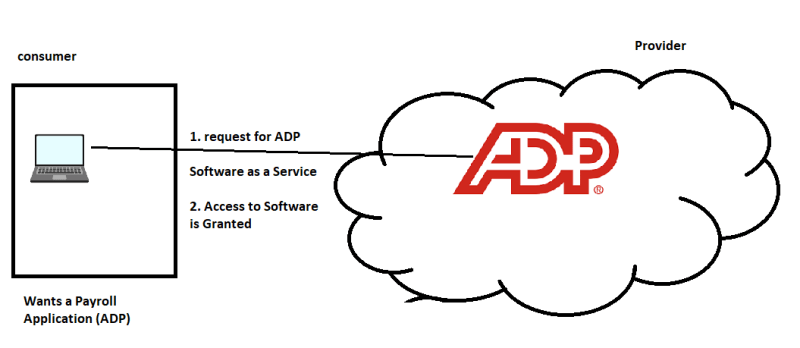 consumer
Provider
1. request for ADP
ADP®
Software as a Service
2. Access to Software
is Granted
Wants a Payroll
Application (ADP)